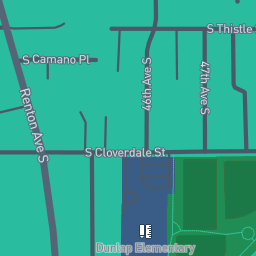 S Thistle
S Camano Pl
46th Ave S
47th Ave S
Renton Ave S
S Cloverdale St.
Dunlap Elementary